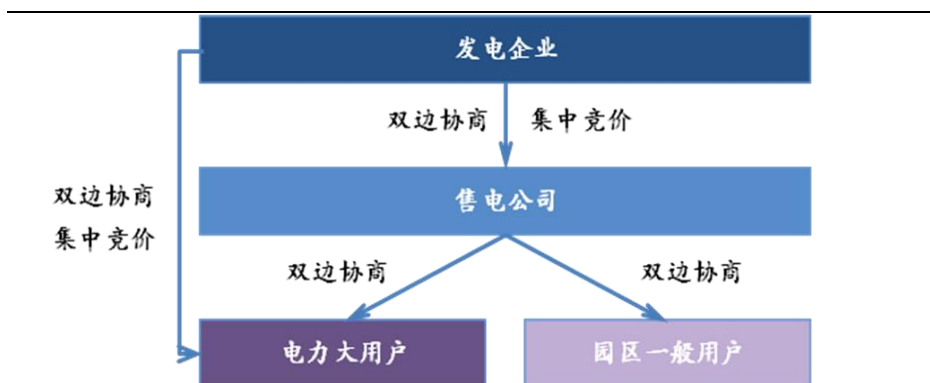 发电企业
双边协商 集中竞价
双边协商
集中竞价
售电公司
双边协商 双边协商
电力大用户 园区一般用户